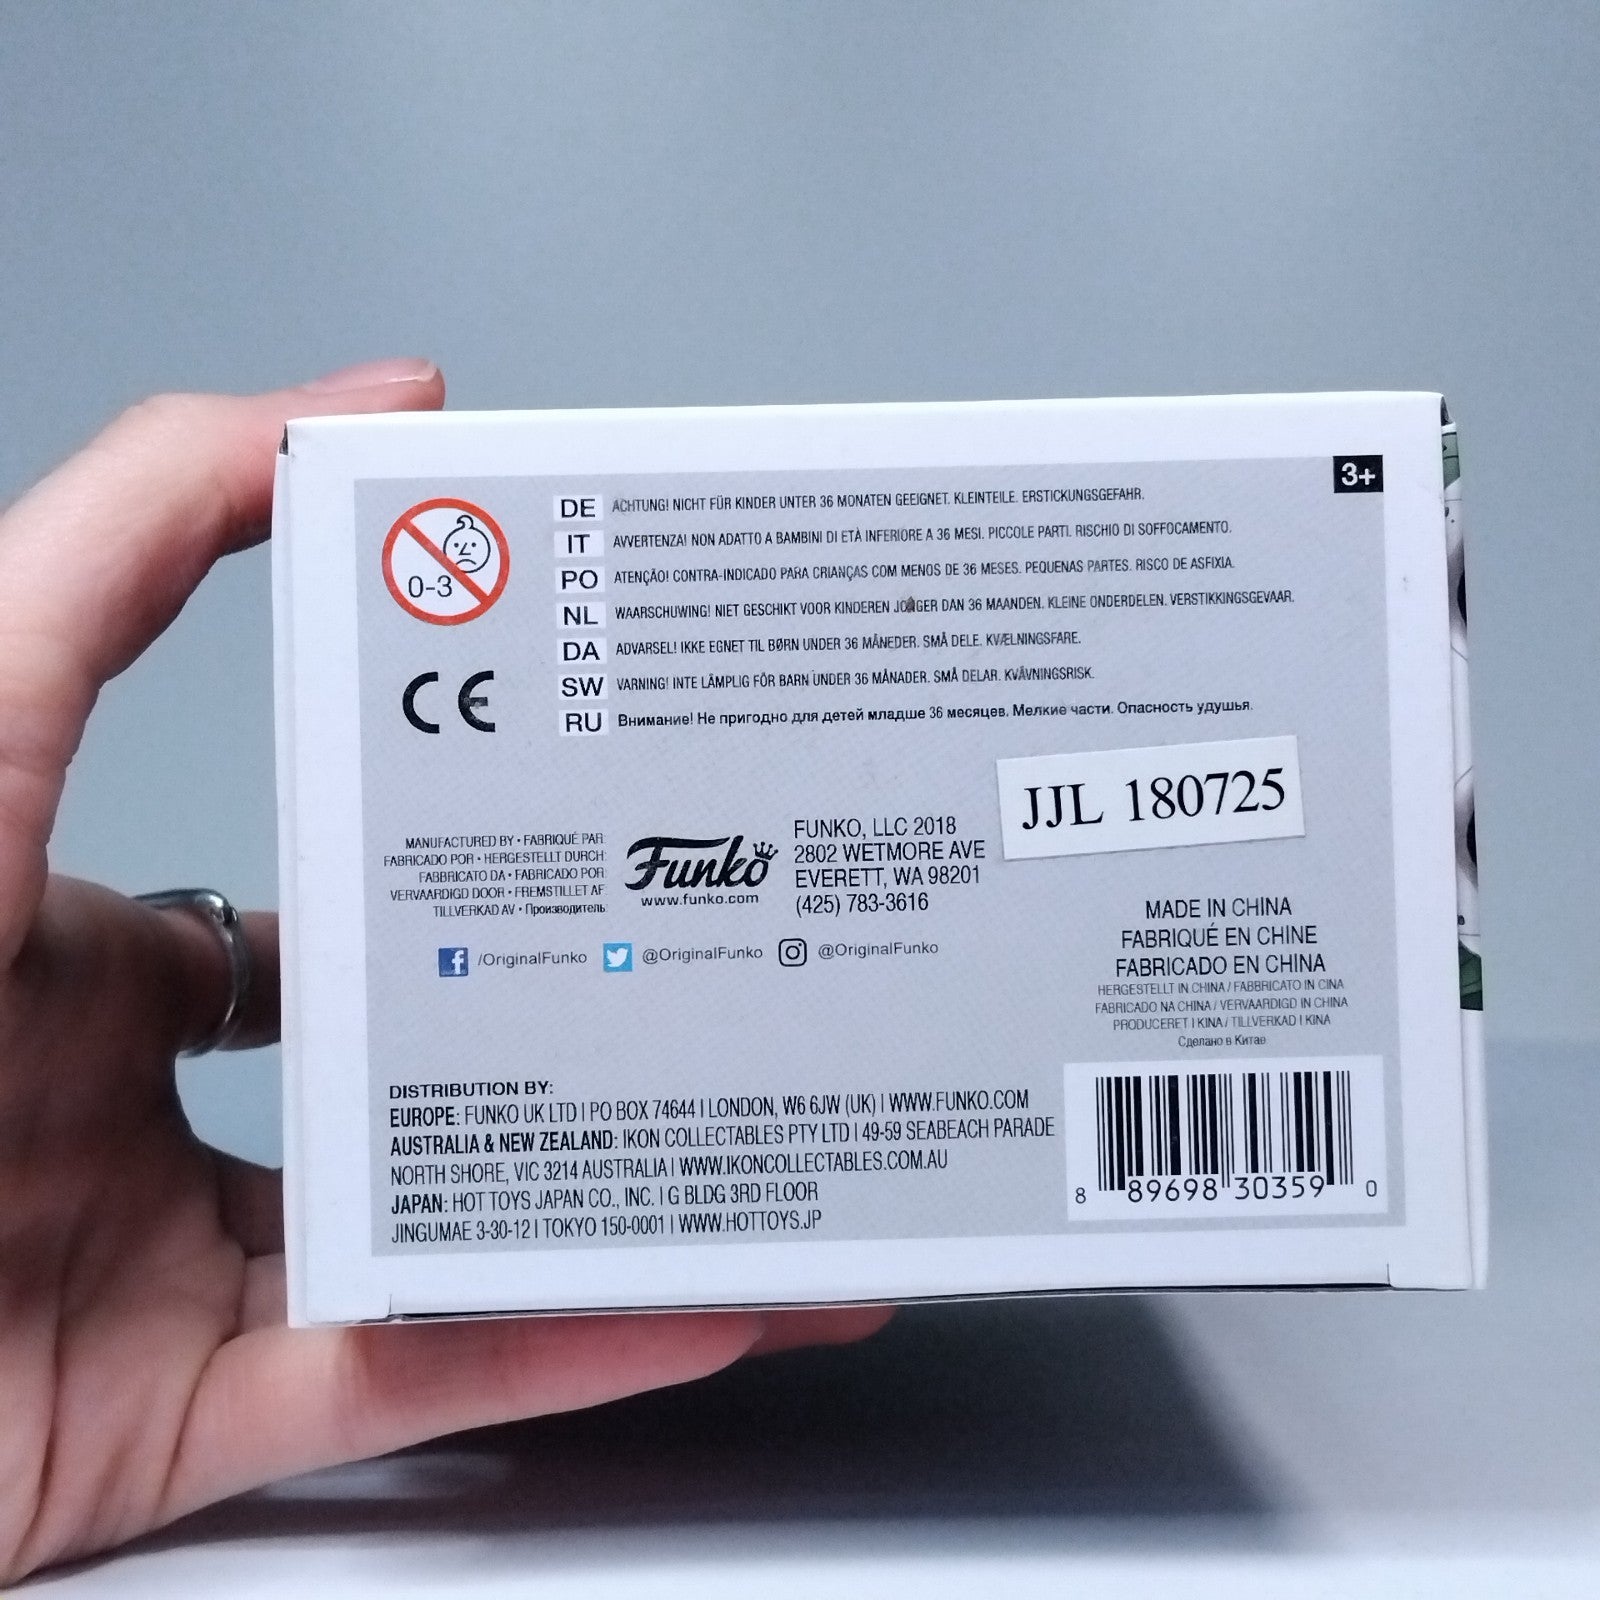 3+
0-3
DE ACHTUNG! NICHT FÜR KINDER UNTER 36 MONATEN GEEIGNET. KLEINTEILE. ERSTICKUNGSGEFAHR.
IT AVVERTENZA! NON ADATTO A BAMBINI DI ETÀ INFERIORE A 36 MESI. PICCOLE PARTI. RISCHIO DI SOFFOCAMENTO.
PO ATENÇÃO! CONTRA-INDICADO PARA CRIANÇAS COM MENOS DE 36 MESES. PEQUENAS PARTES. RISCO DE ASFIXIA.
NL WAARSCHUWING! NIET GESCHIKT VOOR KINDEREN DAN 36 MAANDEN. KLEINE ONDERDELEN. VERSTIKKINGSGEVAAR.
DA ADVARSEL! IKKE EGNET TIL BØRN UNDER 36 MÅNEDER. SMÅ DELE. KVÆLNINGSFARE.
SW VARNING! INTE LÄMPLIG FÖR BARN UNDER 36 MÅNADER. SMÅ DELAR. KVÄVNINGSRISK.
RU Внимание! Не пригодно для детей младше 36 месяцев. Мелкие части. Опасность удушья.
CE
JJL 180725
MANUFACTURED BY • FABRIQUÉ PAR
FABRICADO POR • HERGESTELLT DURCH
FABBRICATO DA • FABRICADO POR
VERVAARDIGD DOOR • FREMSTILLET AF
TILLVERKAD AV • Производитель
Funko
www.funko.com
FUNKO, LLC 2018
2802 WETMORE AVE
EVERETT, WA 98201
(425) 783-3616
/OriginalFunko @OriginalFunko @OriginalFunko
MADE IN CHINA
FABRIQUÉ EN CHINE
FABRICADO EN CHINA
HERGESTELLT IN CHINA / FABBRICATO IN CINA
FABRICADO NA CHINA / VERVAARDIGD IN CHINA
PRODUCERET I KINA / TILLVERKAD I KINA
Сделано в Китае
DISTRIBUTION BY:
EUROPE: FUNKO UK LTD | PO BOX 74644 | LONDON, W6 6JW (UK) | WWW.FUNKO.COM
AUSTRALIA & NEW ZEALAND: IKON COLLECTABLES PTY LTD | 49-59 SEABEACH PARADE
NORTH SHORE, VIC 3214 AUSTRALIA | WWW.IKONCOLLECTABLES.COM.AU
JAPAN: HOT TOYS JAPAN CO., INC. | G BLDG 3RD FLOOR
JINGUMAE 3-30-12 | TOKYO 150-0001 | WWW.HOTTOYS.JP
8 89698 30359 0